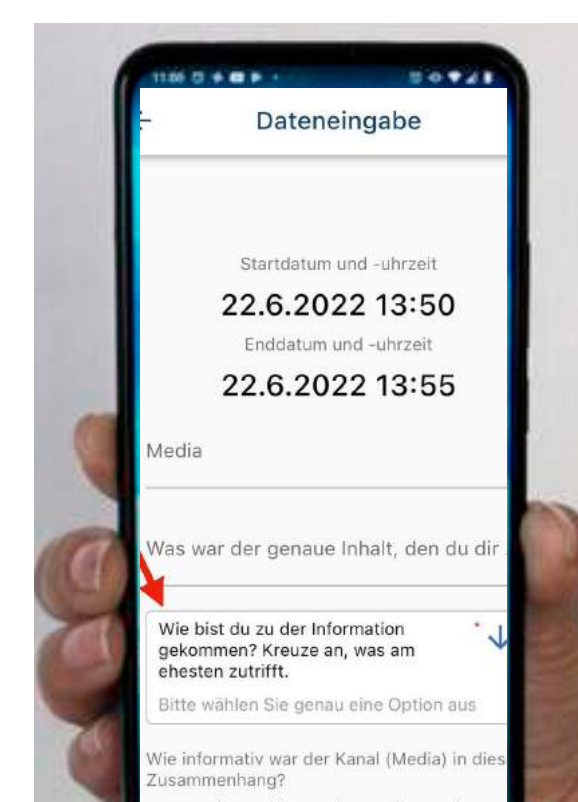 Dateneingabe
Startdatum und -uhrzeit
22.6.2022 13:50
Enddatum und -uhrzeit
22.6.2022 13:55
Media
Was war der genaue Inhalt, den du dir
Wie bist du zu der Information *
gekommen? Kreuze an, was am
ehesten zutrifft.
Bitte wählen Sie genau eine Option aus
Wie informativ war der Kanal (Media) in dies
Zusammenhang?